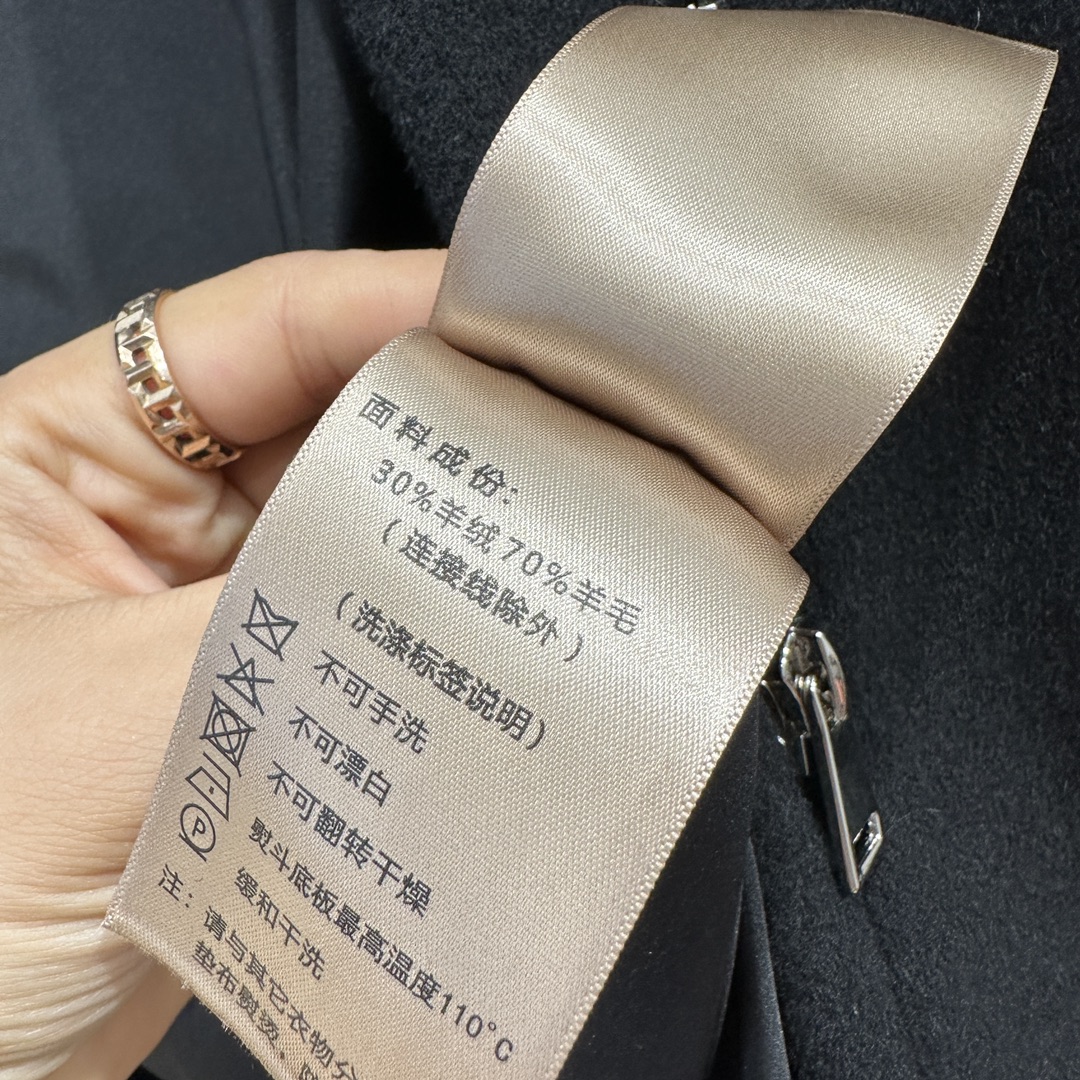 面料成份:
30%羊绒70%羊毛
(连接线除外)
(洗涤标签说明)
不可手洗
不可漂白
不可翻转干燥
熨斗底板最高温度110°C
P
缓和干洗
注:请与其它衣物分
垫布熨烫。